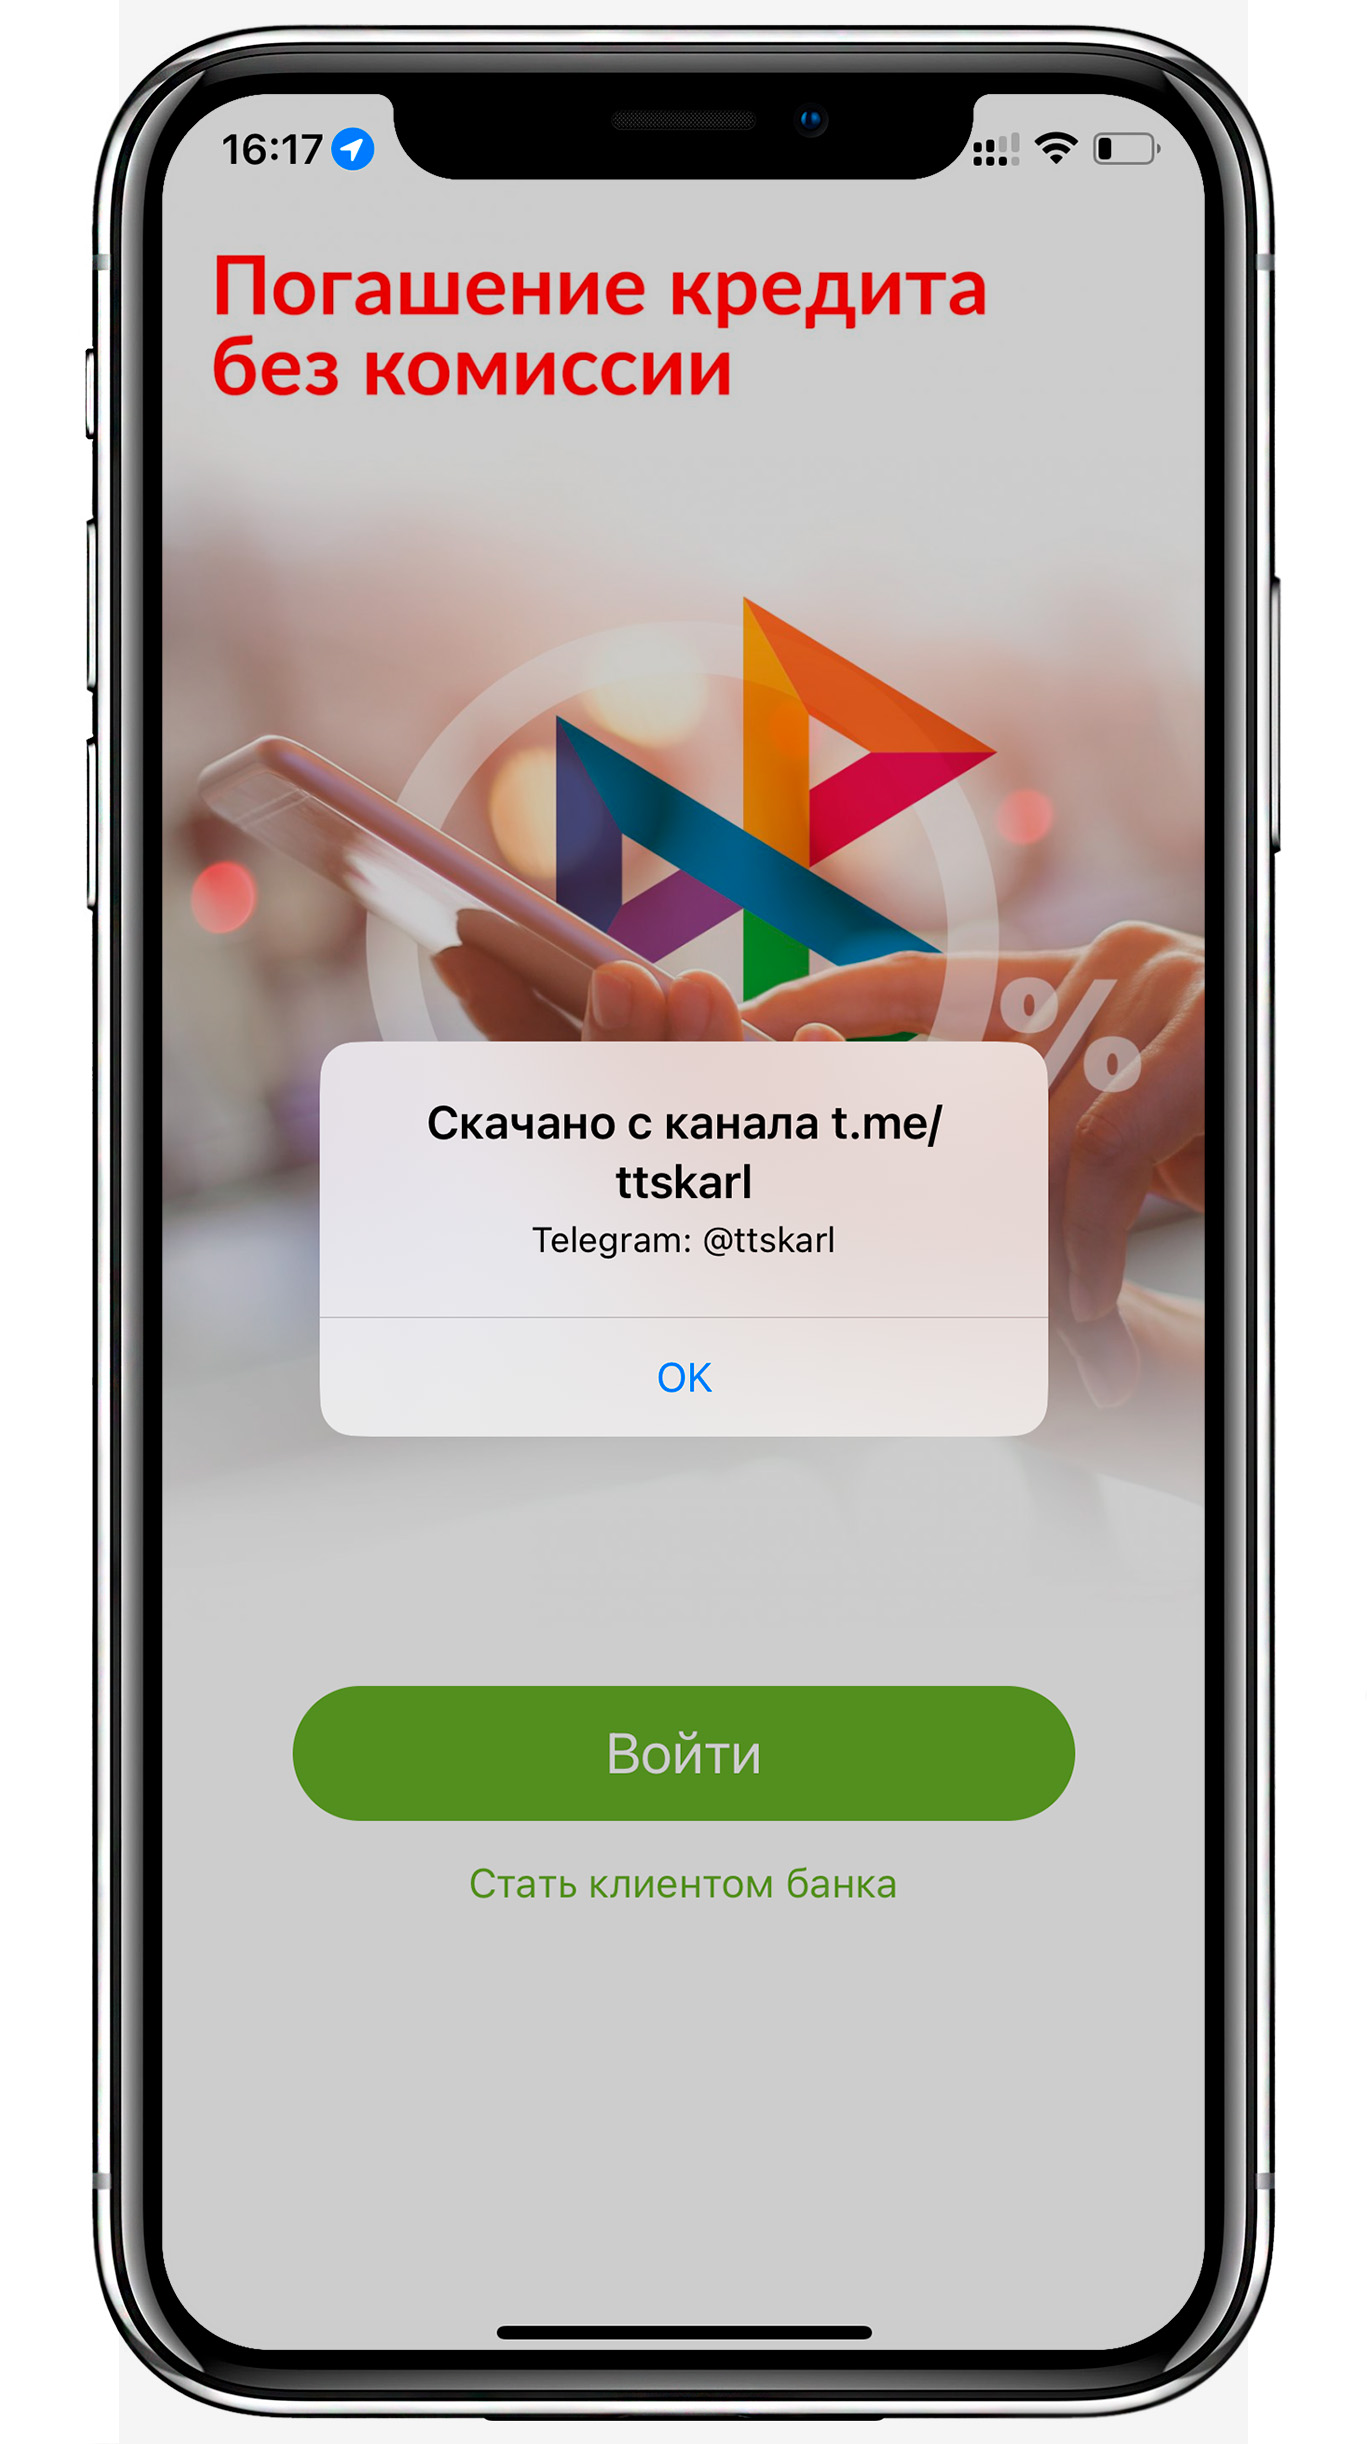 16:17
Погашение кредита
без комиссии
%
Скачано с канала t.me/
ttskarl
Telegram: @ttskarl
OK
Войти
Стать клиентом банка